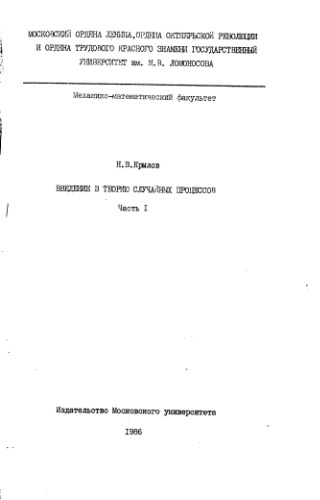 МОСКОВСКИЙ ОРДЕНА ЛЕНИНА, ОРДЕНА ОКТЯБРЬСКОЙ РЕВОЛЮЦИИ
И ОРДЕНА ТРУДОВОГО КРАСНОГО ЗНАМЕНИ ГОСУДАРСТВЕННЫЙ
УНИВЕРСИТЕТ им. М.В. ЛОМОНОСОВА
Механико-математический факультет
Н.В.Крылов
ВВЕДЕНИЕ В ТЕОРИЮ СЛУЧАЙНЫХ ПРОЦЕССОВ
Часть I
Издательство Московского университета
1986